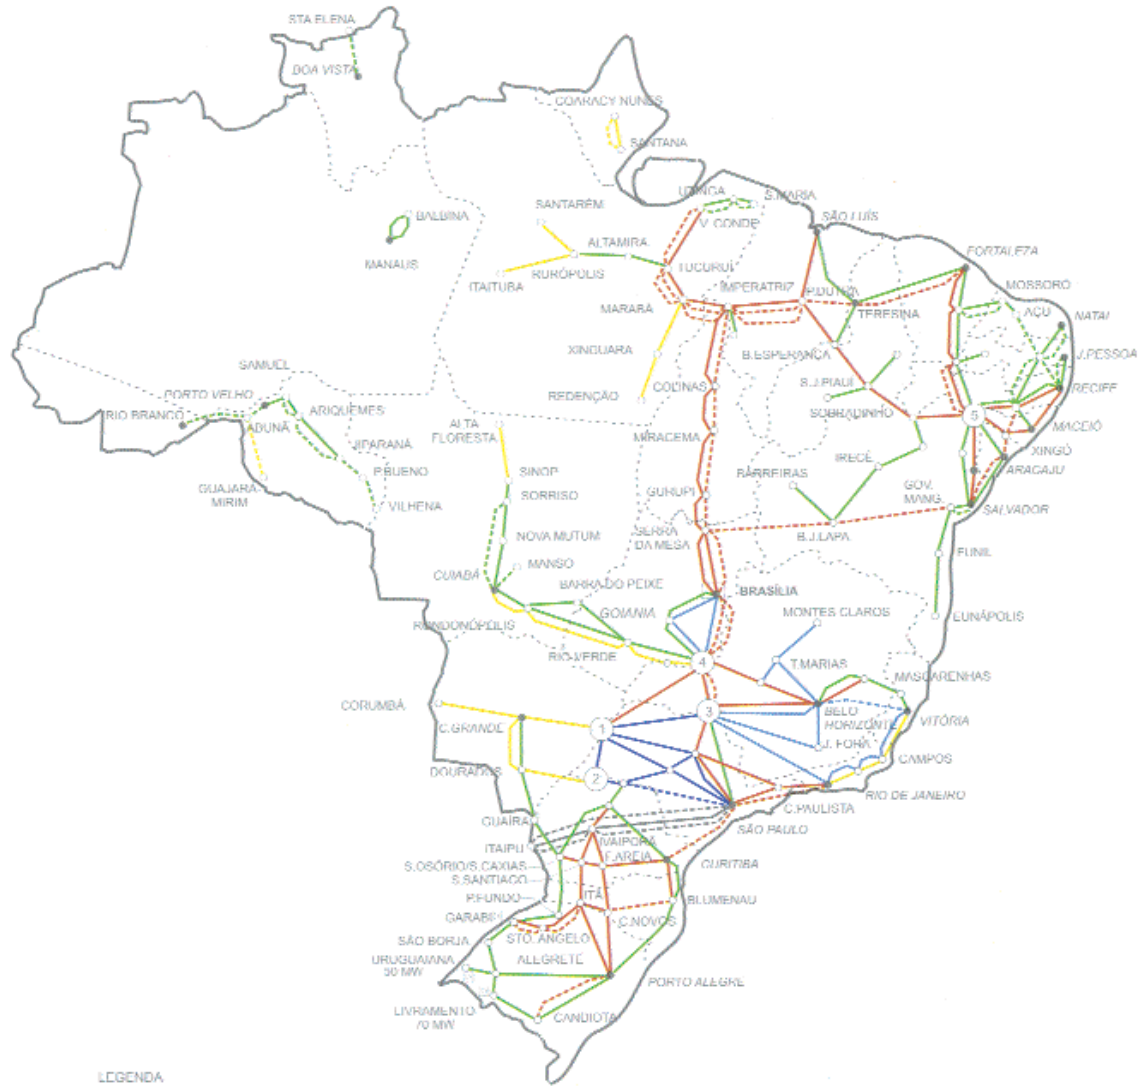 STA ELENA
BOA VISTA
COARACY NUNES
SANTANA
BALBINA
MANAUS
SANTARÉM
ALTAMIRA
RURÓPOLIS
ITAITUBA
UTINGA
S.MARIA
V. CONDE
SÃO LUÍS
TUCURUÍ
IMPERATRIZ
P.DUTRA
MARABÁ
TERESINA
FORTALEZA
MOSSORÓ
AÇU
NATAL
J.PESSOA
RECIFE
MACEIÓ
XINGÓ
ARACAJU
SALVADOR
XINGUARA
REDENÇÃO
COLINAS
B.ESPERANÇA
S.J.PIAUÍ
SOBRADINHO
5
MIRACEMA
IRECÊ
BARREIRAS
GOV.
MANG.
GURUPI
SERRA
DA MESA
B.J.LAPA
FUNIL
EUNÁPOLIS
SAMUEL
PORTO VELHO
RIO BRANCO
ABUNÃ
ARIQUEMES
JIPARANÁ
P.BUENO
VILHENA
GUAJARA
MIRIM
ALTA
FLORESTA
SINOP
SORRISO
NOVA MUTUM
MANSO
CUIABÁ
BARRA DO PEIXE
RONDONÓPOLIS
GOIANIA
RIO VERDE
BRASÍLIA
MONTES CLAROS
T.MARIAS
MASCARENHAS
4
3
BELO
HORIZONTE
VITÓRIA
J. FORA
CAMPOS
RIO DE JANEIRO
C.PAULISTA
SÃO PAULO
CORUMBÁ
C.GRANDE
1
DOURADOS
2
GUAÍRA
ITAIPU
IVAIPORÃ
F.AREIA
S.OSÓRIO/S.CAXIAS
S.SANTIAGO
CURITIBA
P.FUNDO
ITÁ
BLUMENAU
GARABI
C.NOVOS
SÃO BORJA
STO. ANGELO
URUGUAIANA
50 MW
ALEGRETE
PORTO ALEGRE
LIVRAMENTO
70 MW
CANDIOTA
LEGENDA